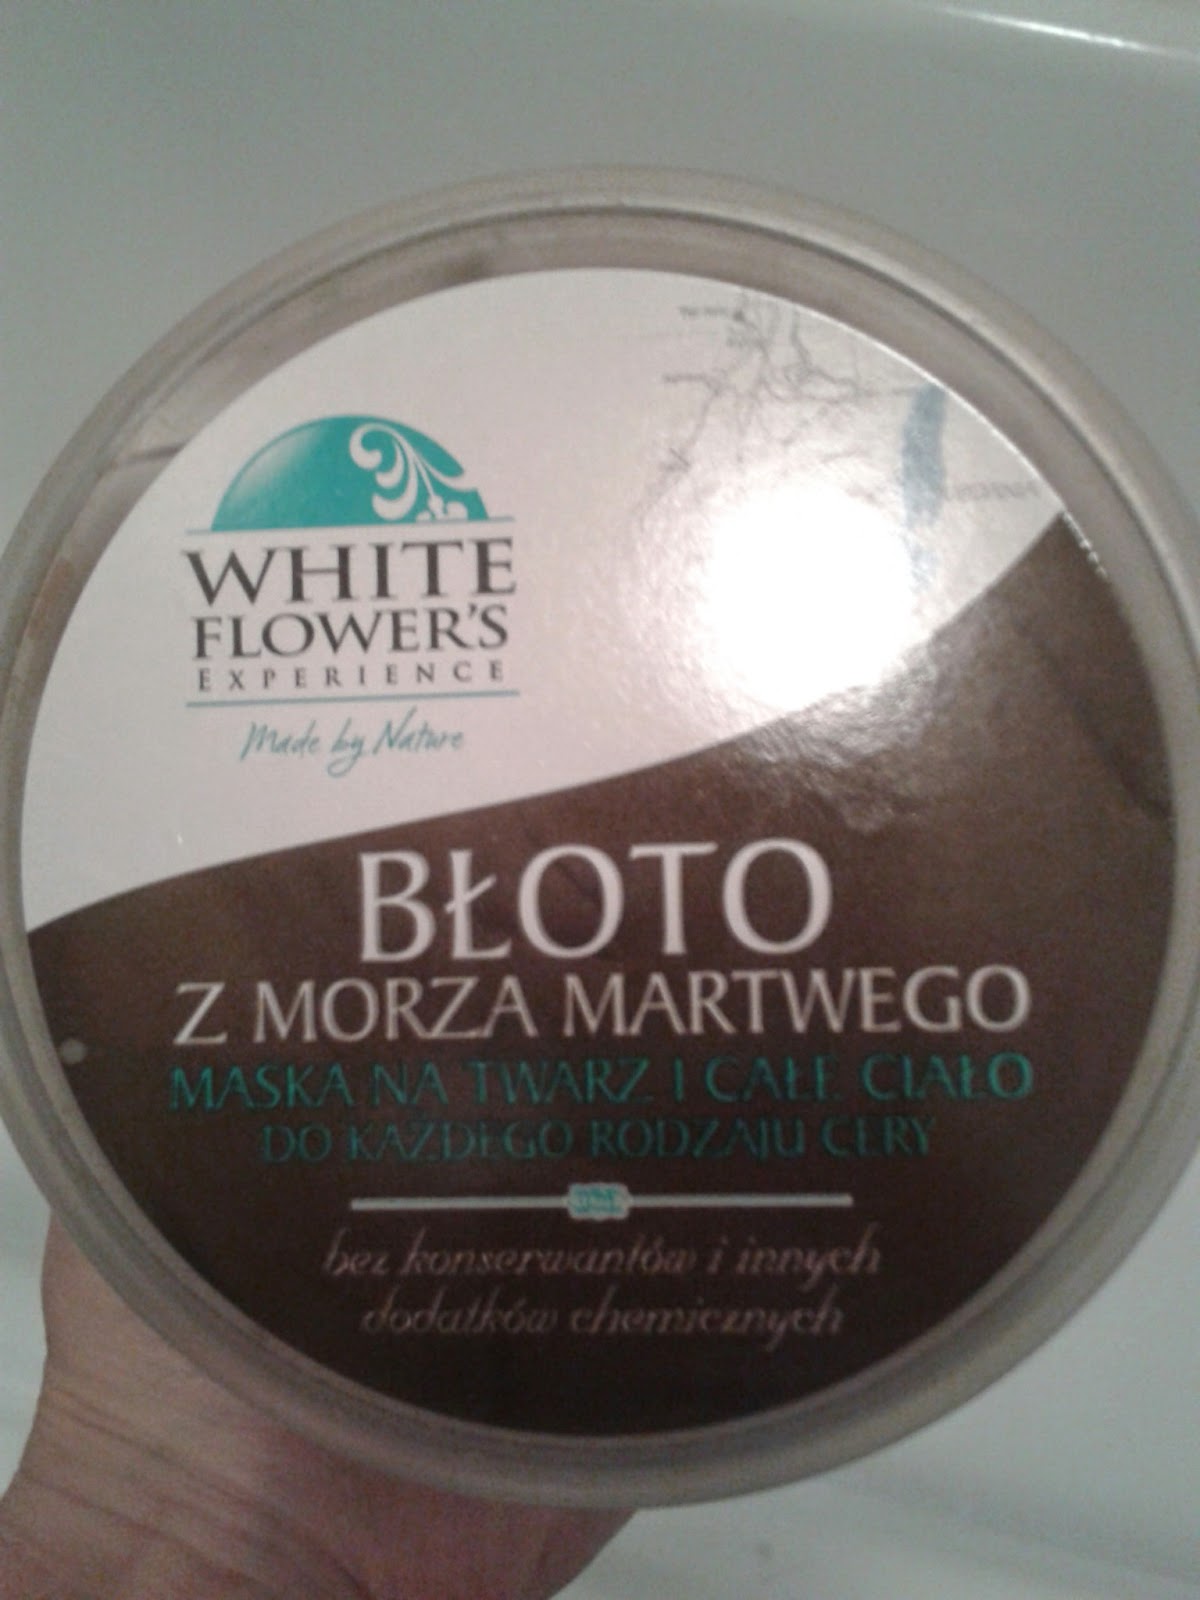 WHITE
FLOWER'S
EXPERIENCE
Made by Nature
BŁOTO
Z MORZA MARTWEGO
MASKA NA TWARZ I CAŁE CIAŁO
DO KAŻDEGO RODZAJU CERY
bez konserwantów i innych
dodatków chemicznych